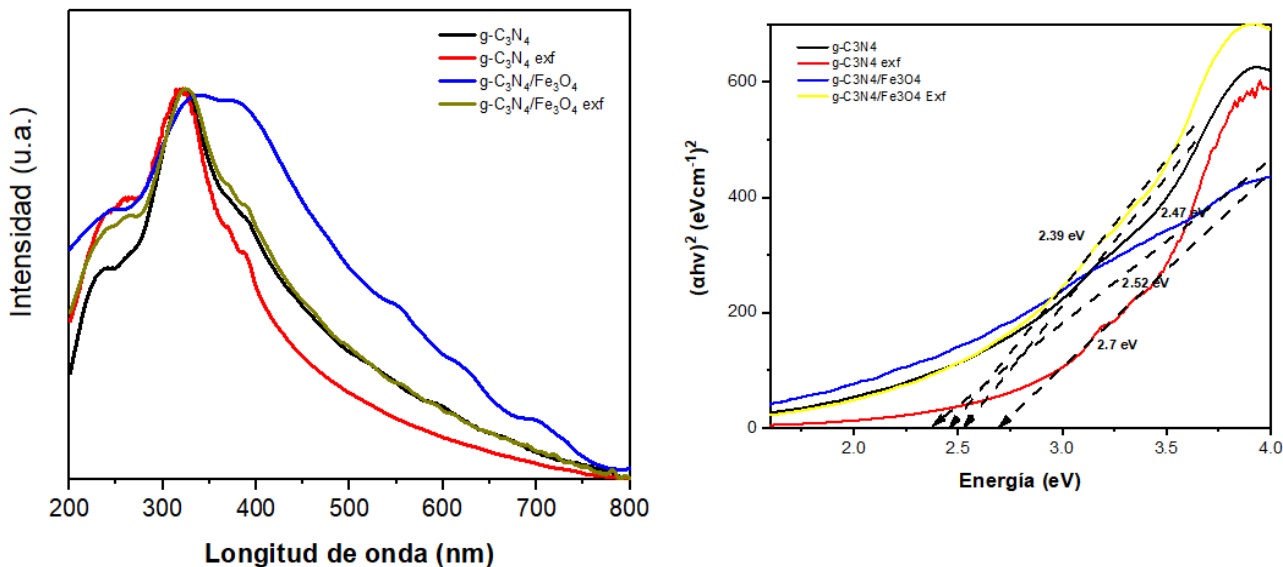 g-C₃N₄
g-C₃N₄ exf
g-C₃N₄/Fe₃O₄
g-C₃N₄/Fe₃O₄ exf
Intensidad (u.a.)
200 300 400 500 600 700 800
Longitud de onda (nm)
g-C3N4
g-C3N4 exf
g-C3N4/Fe3O4
g-C3N4/Fe3O4 Exf
(αhv)² (eVcm⁻¹)²
600
400
200
0
2.39 eV
2.47 eV
2.52 eV
2.7 eV
2.0 2.5 3.0 3.5 4.0
Energía (eV)